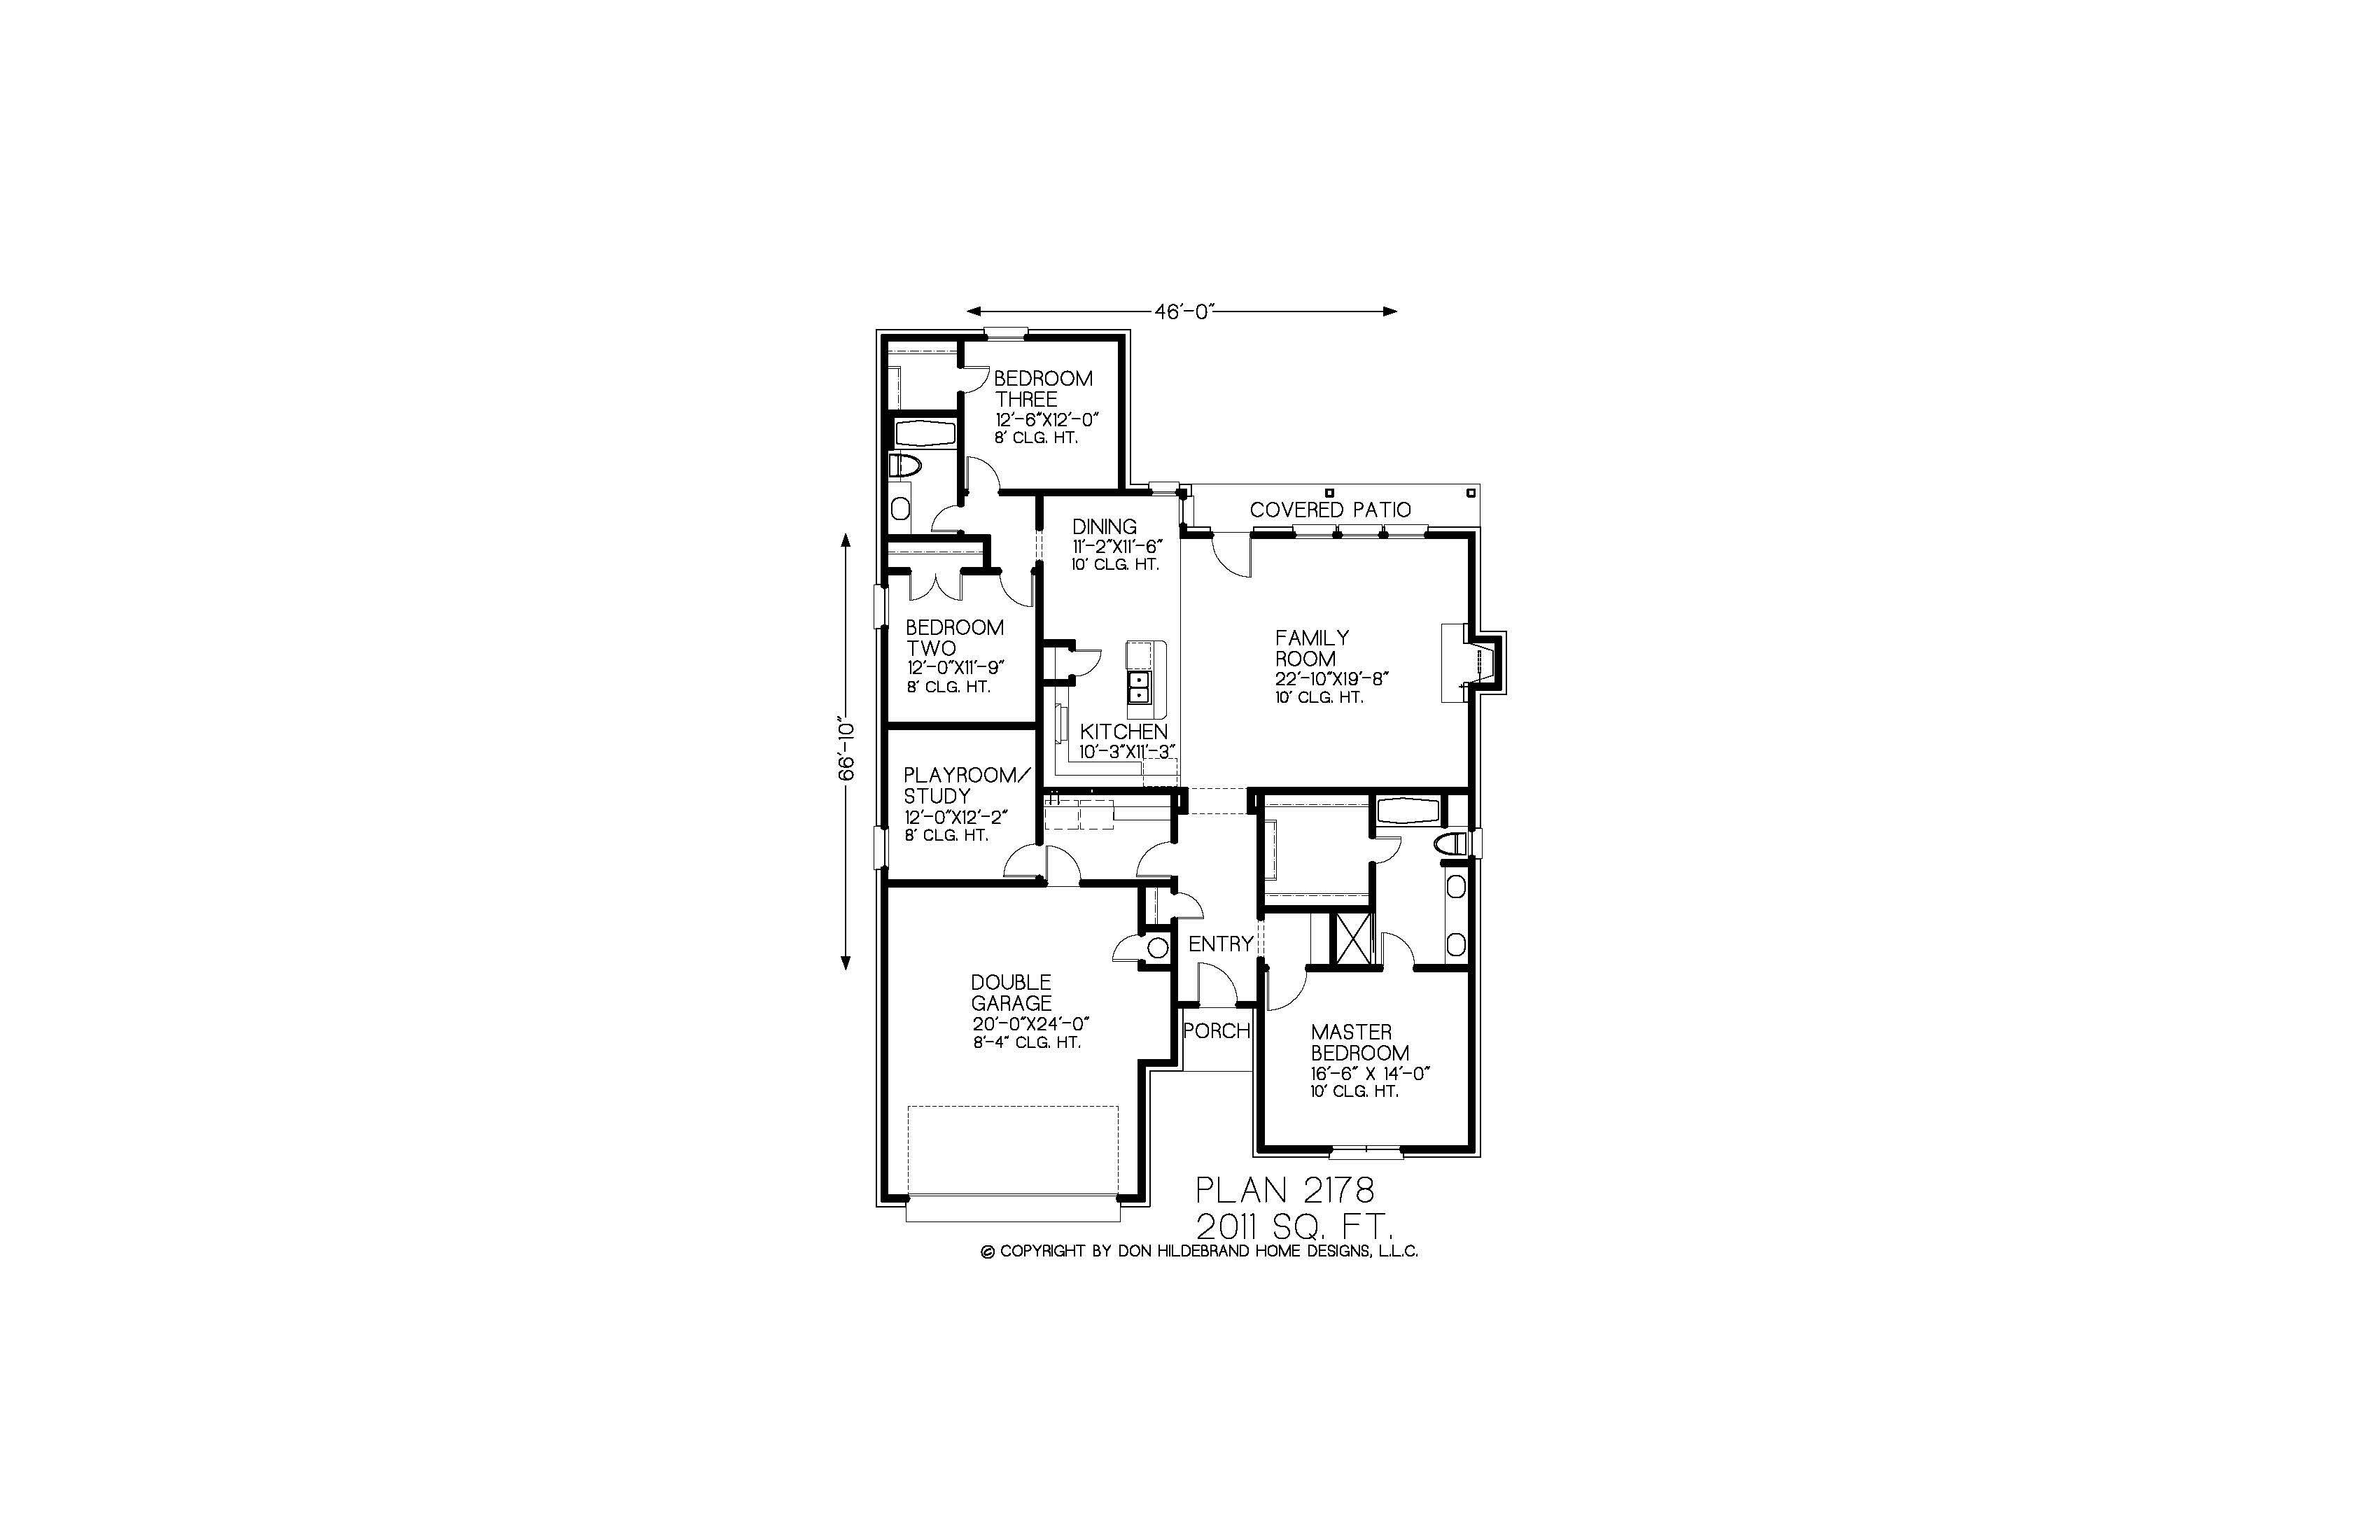 46'-0"
BEDROOM
THREE
12'-6"X12'-0"
8' CLG. HT.
COVERED PATIO
DINING
11'-2"X11'-6"
10' CLG. HT.
BEDROOM
TWO
12'-0"X11'-9"
8' CLG. HT.
FAMILY
ROOM
22'-10"X19'-8"
10' CLG. HT.
66'-10"
KITCHEN
10'-3"X11'-3"
PLAYROOM/
STUDY
12'-0"X12'-2"
8' CLG. HT.
ENTRY
DOUBLE
GARAGE
20'-0"X24'-0"
8'-4" CLG. HT.
PORCH
MASTER
BEDROOM
16'-6" X 14'-0"
10' CLG. HT.
PLAN 2178
2011 SQ. FT.
© COPYRIGHT BY DON HILDEBRAND HOME DESIGNS, L.L.C.